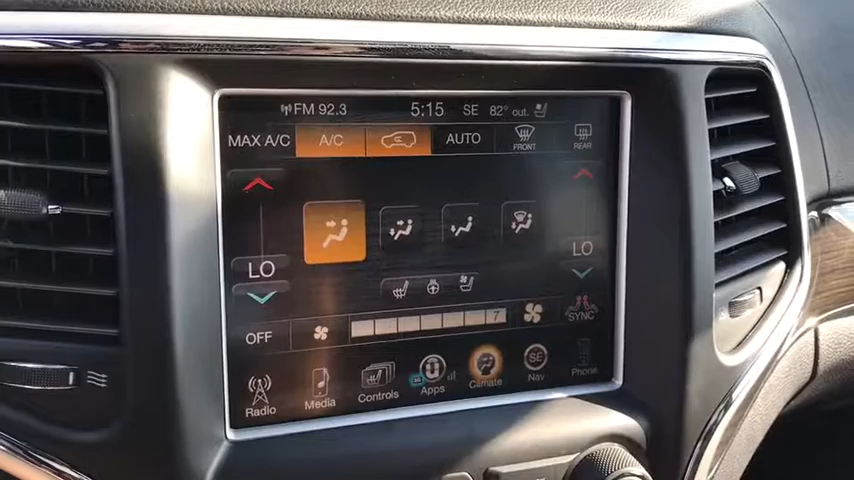 FM 92.3 5:15 SE 82° out.
MAX A/C A/C AUTO FRONT REAR
LO LO
OFF 7 SYNC
Radio Media Controls U Apps Climate SE Nav Phone